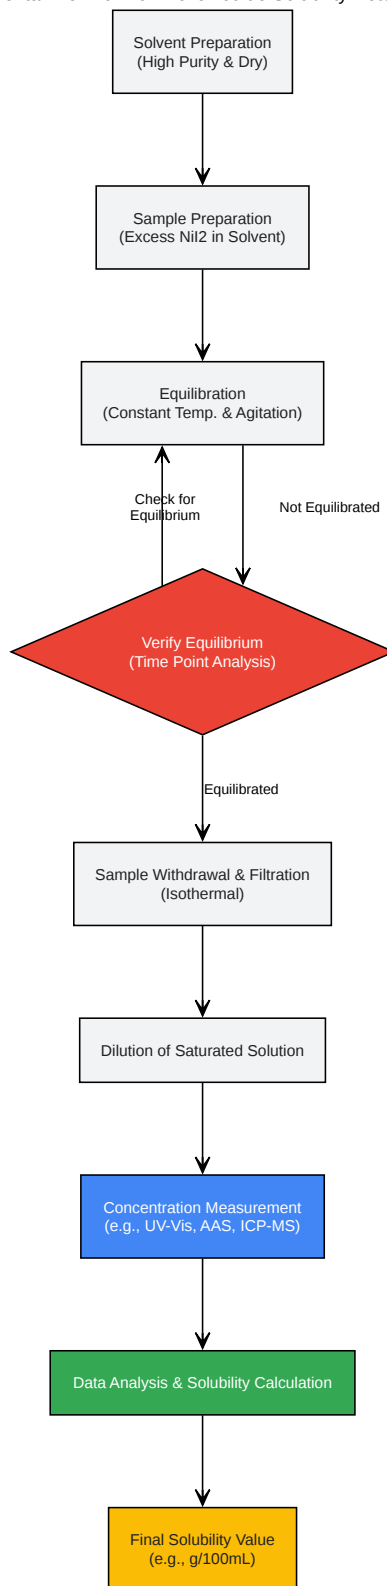 Solvent Preparation
(High Purity & Dry)
Sample Preparation
(Excess NiI2 in Solvent)
Equilibration
(Constant Temp. & Agitation)
Check for
Equilibrium
Not Equilibrated
Verify Equilibrium
(Time Point Analysis)
Equilibrated
Sample Withdrawal & Filtration
(Isothermal)
Dilution of Saturated Solution
Concentration Measurement
(e.g., UV-Vis, AAS, ICP-MS)
Data Analysis & Solubility Calculation
Final Solubility Value
(e.g., g/100mL)